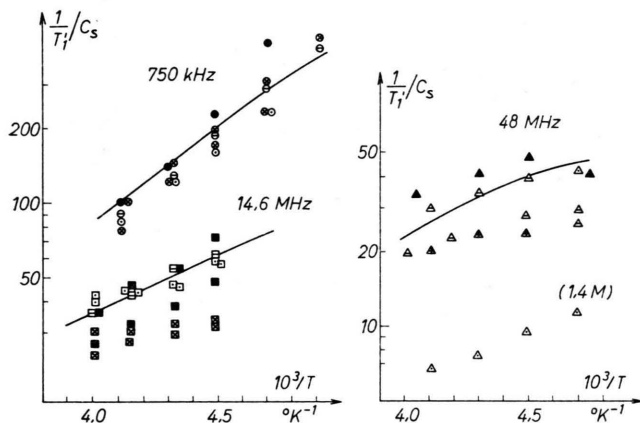 1/T₁'/Cₛ
750 kHz
200
100
50
14,6 MHz
10³/T
4,0
4,5
°K⁻¹
1/T₁'/Cₛ
48 MHz
50
20
10
(1,4 M)
10³/T
4,0
4,5
°K⁻¹